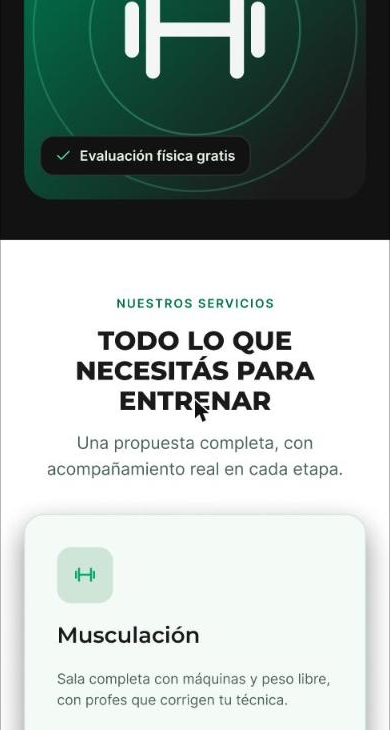 Evaluación física gratis
NUESTROS SERVICIOS
TODO LO QUE
NECESITÁS PARA
ENTRENAR
Una propuesta completa, con
acompañamiento real en cada etapa.
Musculación
Sala completa con máquinas y peso libre,
con profes que corrigen tu técnica.